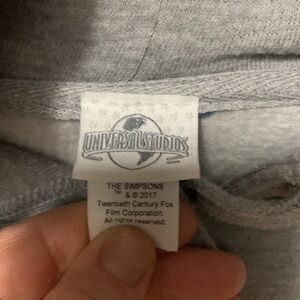 UNIVERSAL STUDIOS
THE SIMPSONS
™ & © 2017
Twentieth Century Fox
Film Corporation.
All rights reserved.